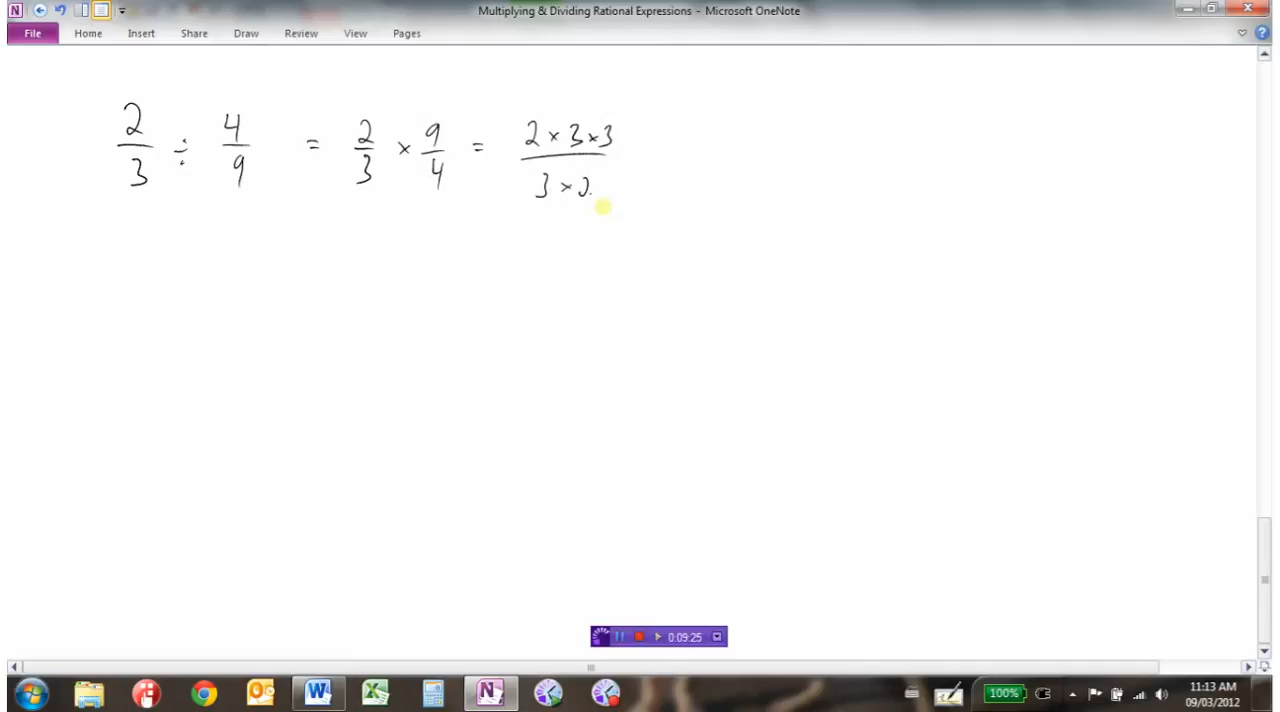 Multiplying & Dividing Rational Expressions - Microsoft OneNote
File Home Insert Share Draw Review View Pages
2/3 ÷ 4/9 = 2/3 × 9/4 = 2 × 3 × 3 / 3 × 2
0:09:25
100%
11:13 AM
09/03/2012